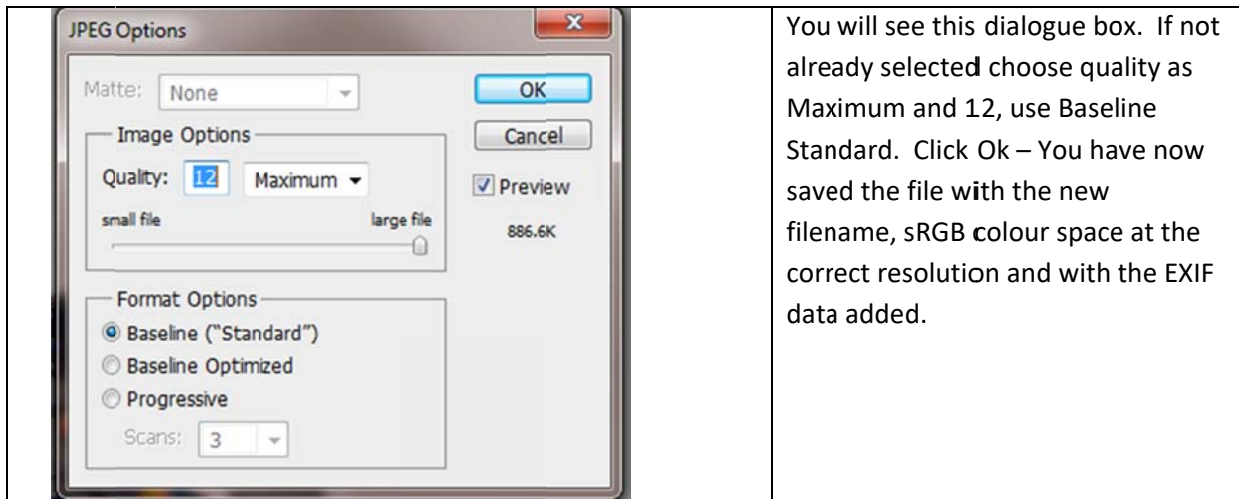 JPEG Options
Matte: None
OK
Image Options
Cancel
Quality: 12 Maximum
Preview
small file large file
886.6K
Format Options
Baseline (“Standard”)
Baseline Optimized
Progressive
Scans: 3
You will see this dialogue box. If not
already selected choose quality as
Maximum and 12, use Baseline
Standard. Click Ok – You have now
saved the file with the new
filename, sRGB colour space at the
correct resolution and with the EXIF
data added.